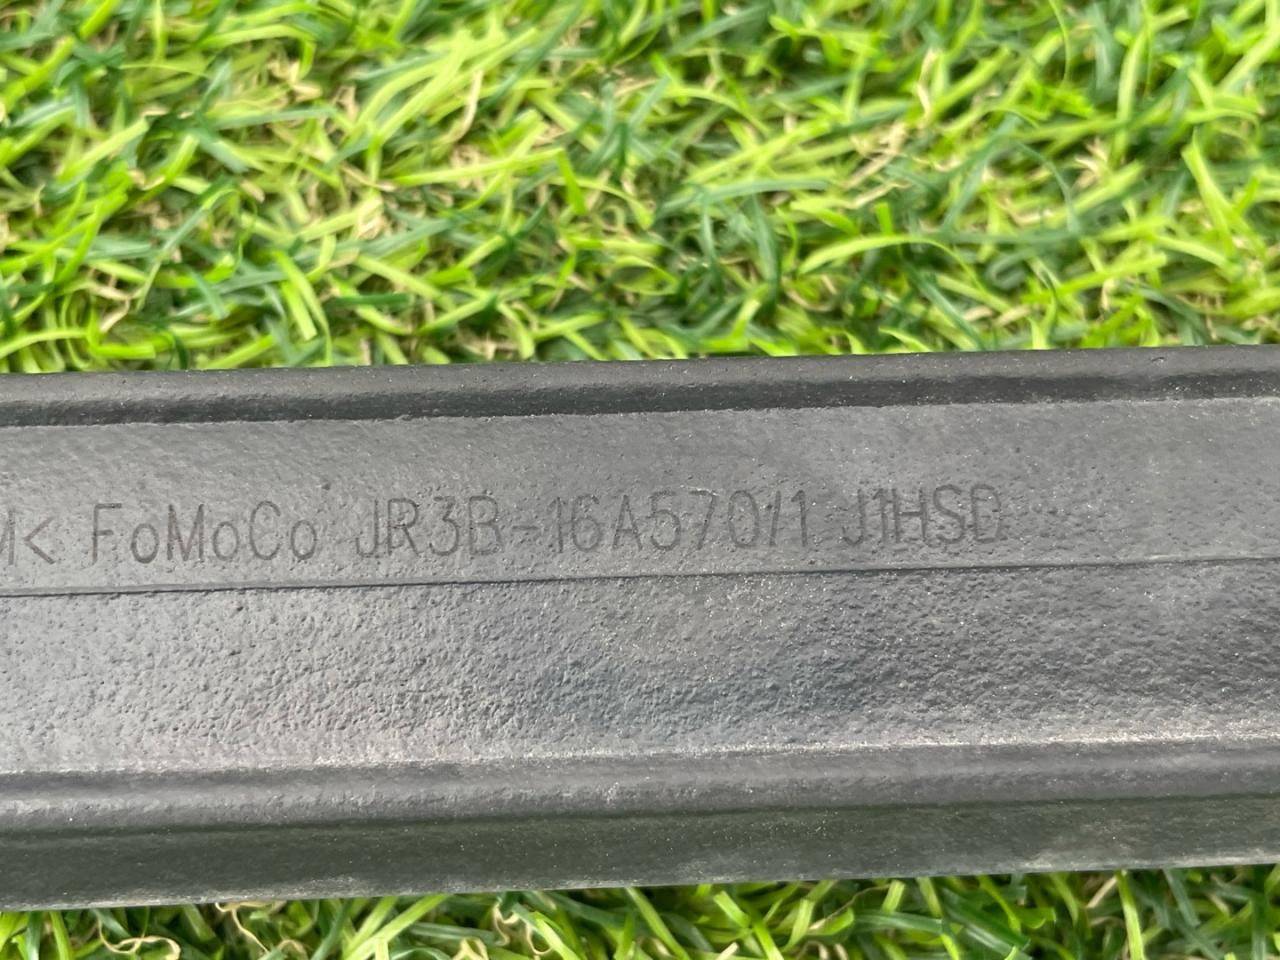 M< FoMoCo JR3B-16A570/1 J1HSD